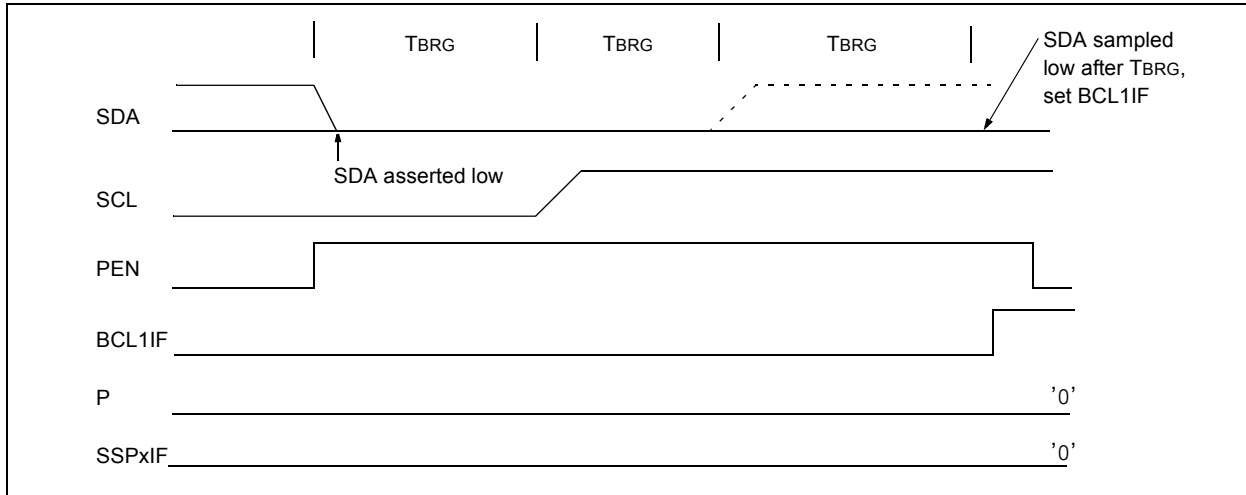 TBRG TBRG TBRG
SDA sampled
low after TBRG,
set BCL1IF
SDA
SDA asserted low
SCL
PEN
BCL1IF
P '0'
SSPxIF '0'